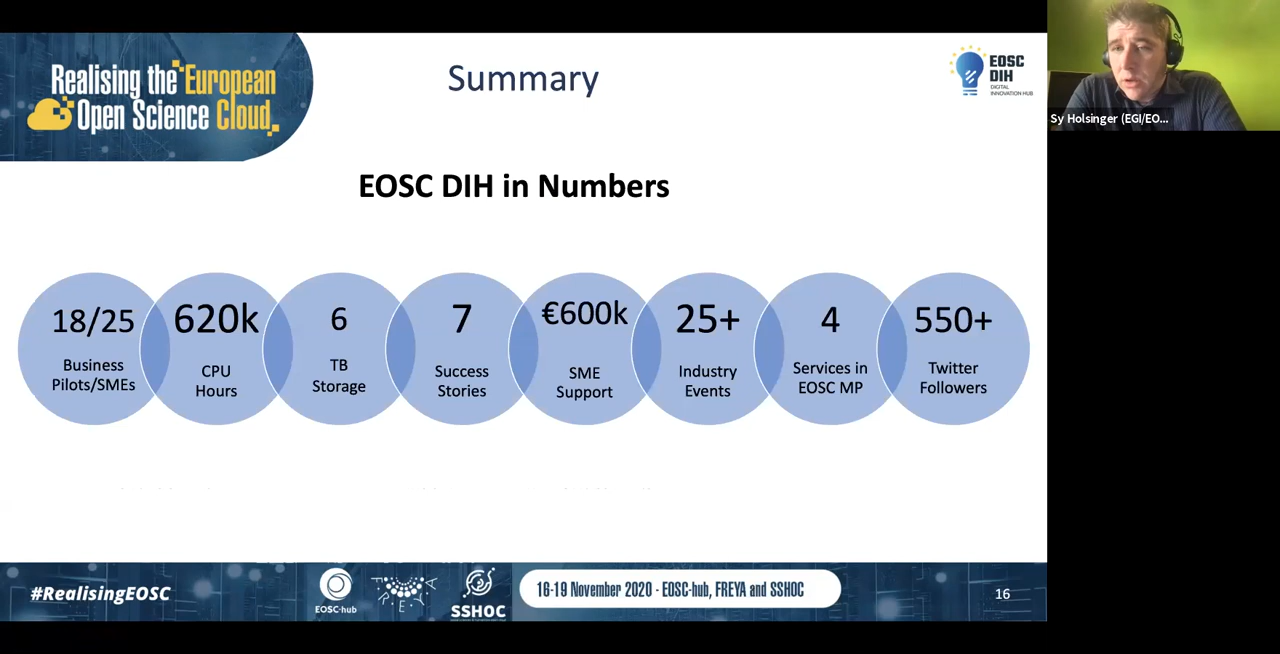 Realising the European
Open Science Cloud
Summary
EOSC
DIH
DIGITAL
INNOVATION HUB
Sy Holsinger (EGI/EO...
EOSC DIH in Numbers
18/25
Business
Pilots/SMEs
620k
CPU
Hours
6
TB
Storage
7
Success
Stories
€600k
SME
Support
25+
Industry
Events
4
Services in
EOSC MP
550+
Twitter
Followers
#RealisingEOSC
EOSC-hub
FREYA
SSHOC
16-19 November 2020 - EOSC-hub, FREYA and SSHOC
16